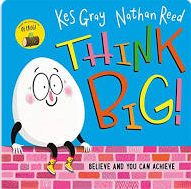 Kes Gray Nathan Reed
THINK
BIG!
BELIEVE AND YOU CAN ACHIEVE